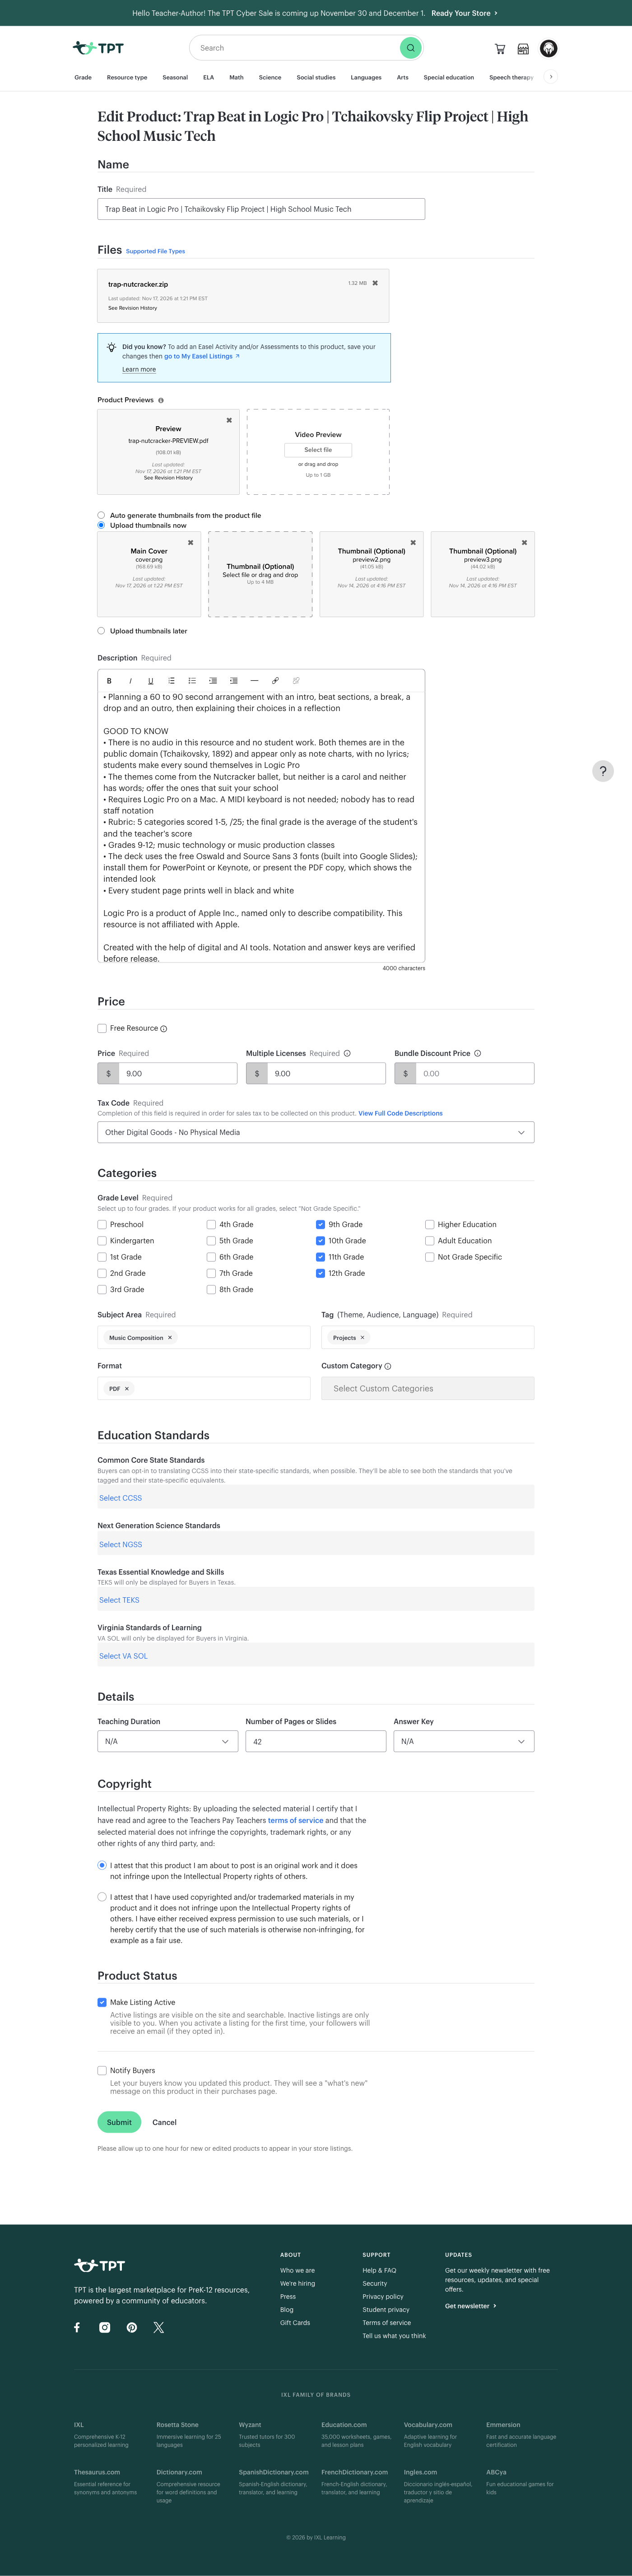 Hello Teacher-Author! The TPT Cyber Sale is coming up November 30 and December 1. Ready Your Store ›
TPT
Search
Grade Resource type Seasonal ELA Math Science Social studies Languages Arts Special education Speech therapy
Edit Product: Trap Beat in Logic Pro | Tchaikovsky Flip Project | High
School Music Tech
Name
Title Required
Trap Beat in Logic Pro | Tchaikovsky Flip Project | High School Music Tech
Files Supported File Types
trap-nutcracker.zip 1.32 MB ✖
Last updated: Nov 17, 2026 at 1:21 PM EST
See Revision History
Did you know? To add an Easel Activity and/or Assessments to this product, save your
changes then go to My Easel Listings ↗
Learn more
Product Previews
Preview
trap-nutcracker-PREVIEW.pdf
(108.01 kB)
Last updated:
Nov 17, 2026 at 1:21 PM EST
See Revision History
Video Preview
Select file
or drag and drop
Up to 1 GB
Auto generate thumbnails from the product file
Upload thumbnails now
Main Cover
cover.png
(168.69 kB)
Last updated:
Nov 17, 2026 at 1:22 PM EST
Thumbnail (Optional)
Select file or drag and drop
Up to 4 MB
Thumbnail (Optional)
preview2.png
(41.05 kB)
Last updated:
Nov 14, 2026 at 4:16 PM EST
Thumbnail (Optional)
preview3.png
(44.02 kB)
Last updated:
Nov 14, 2026 at 4:16 PM EST
Upload thumbnails later
Description Required
B I U
• Planning a 60 to 90 second arrangement with an intro, beat sections, a break, a
drop and an outro, then explaining their choices in a reflection
GOOD TO KNOW
• There is no audio in this resource and no student work. Both themes are in the
public domain (Tchaikovsky, 1892) and appear only as note charts, with no lyrics;
students make every sound themselves in Logic Pro
• The themes come from the Nutcracker ballet, but neither is a carol and neither
has words; offer the ones that suit your school
• Requires Logic Pro on a Mac. A MIDI keyboard is not needed; nobody has to read
staff notation
• Rubric: 5 categories scored 1-5, /25; the final grade is the average of the student's
and the teacher's score
• Grades 9-12; music technology or music production classes
• The deck uses the free Oswald and Source Sans 3 fonts (built into Google Slides);
install them for PowerPoint or Keynote, or present the PDF copy, which shows the
intended look
• Every student page prints well in black and white
Logic Pro is a product of Apple Inc., named only to describe compatibility. This
resource is not affiliated with Apple.
Created with the help of digital and AI tools. Notation and answer keys are verified
before release.
4000 characters
?
Price
Free Resource
Price Required
$ 9.00
Multiple Licenses Required
$ 9.00
Bundle Discount Price
$ 0.00
Tax Code Required
Completion of this field is required in order for sales tax to be collected on this product. View Full Code Descriptions
Other Digital Goods - No Physical Media
Categories
Grade Level Required
Select up to four grades. If your product works for all grades, select "Not Grade Specific."
Preschool 4th Grade 9th Grade Higher Education
Kindergarten 5th Grade 10th Grade Adult Education
1st Grade 6th Grade 11th Grade Not Grade Specific
2nd Grade 7th Grade 12th Grade
3rd Grade 8th Grade
Subject Area Required
Music Composition ×
Tag (Theme, Audience, Language) Required
Projects ×
Format
PDF ×
Custom Category
Select Custom Categories
Education Standards
Common Core State Standards
Buyers can opt-in to translating CCSS into their state-specific standards, when possible. They'll be able to see both the standards that you've
tagged and their state-specific equivalents.
Select CCSS
Next Generation Science Standards
Select NGSS
Texas Essential Knowledge and Skills
TEKS will only be displayed for Buyers in Texas.
Select TEKS
Virginia Standards of Learning
VA SOL will only be displayed for Buyers in Virginia.
Select VA SOL
Details
Teaching Duration Number of Pages or Slides Answer Key
N/A 42 N/A
Copyright
Intellectual Property Rights: By uploading the selected material I certify that I
have read and agree to the Teachers Pay Teachers terms of service and that the
selected material does not infringe the copyrights, trademark rights, or any
other rights of any third party, and:
I attest that this product I am about to post is an original work and it does
not infringe upon the Intellectual Property rights of others.
I attest that I have used copyrighted and/or trademarked materials in my
product and it does not infringe upon the Intellectual Property rights of
others. I have either received express permission to use such materials, or I
hereby certify that the use of such materials is otherwise non-infringing, for
example as a fair use.
Product Status
Make Listing Active
Active listings are visible on the site and searchable. Inactive listings are only
visible to you. When you activate a listing for the first time, your followers will
receive an email (if they opted in).
Notify Buyers
Let your buyers know you updated this product. They will see a "what's new"
message on this product in their purchases page.
Submit Cancel
Please allow up to one hour for new or edited products to appear in your store listings.
TPT
TPT is the largest marketplace for PreK-12 resources,
powered by a community of educators.
ABOUT
Who we are
We're hiring
Press
Blog
Gift Cards
SUPPORT
Help & FAQ
Security
Privacy policy
Student privacy
Terms of service
Tell us what you think
UPDATES
Get our weekly newsletter with free
resources, updates, and special
offers.
Get newsletter ›
IXL FAMILY OF BRANDS
IXL
Comprehensive K-12
personalized learning
Rosetta Stone
Immersive learning for 25
languages
Wyzant
Trusted tutors for 300
subjects
Education.com
35,000 worksheets, games,
and lesson plans
Vocabulary.com
Adaptive learning for
English vocabulary
Emmersion
Fast and accurate language
certification
Thesaurus.com
Essential reference for
synonyms and antonyms
Dictionary.com
Comprehensive resource
for word definitions and
usage
SpanishDictionary.com
Spanish-English dictionary,
translator, and learning
FrenchDictionary.com
French-English dictionary,
translator, and learning
Ingles.com
Diccionario inglés-español,
traductor y sitio de
aprendizaje
ABCya
Fun educational games for
kids
© 2026 by IXL Learning